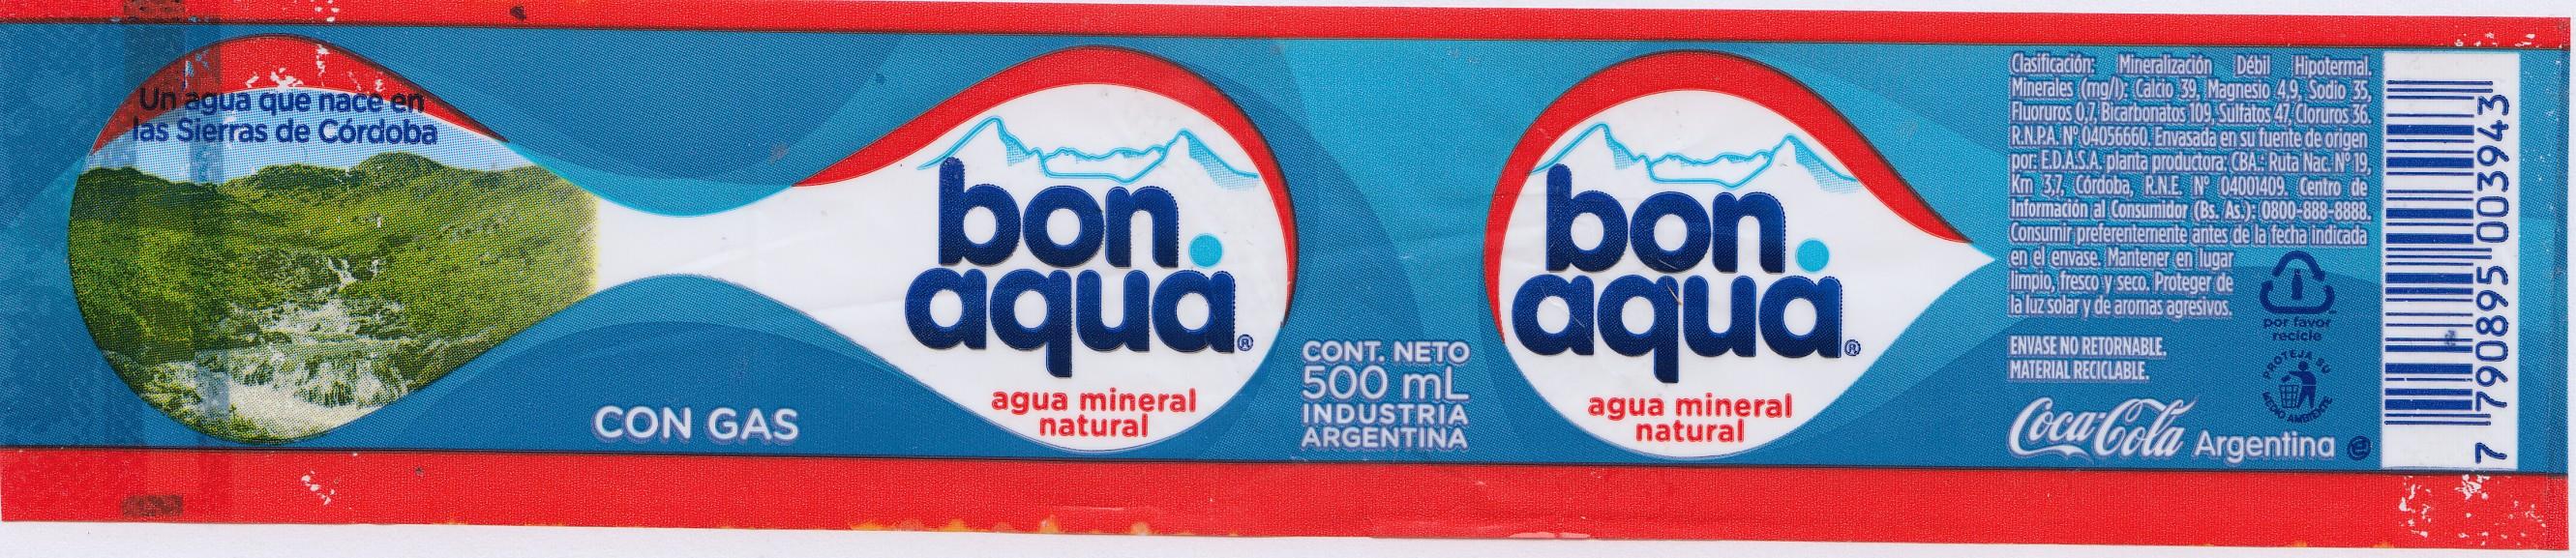 Un agua que nace en
las Sierras de Córdoba
CON GAS
bon
aqua®
agua mineral
natural
CONT. NETO
500 mL
INDUSTRIA
ARGENTINA
bon
aqua®
agua mineral
natural
Clasificación: Mineralización Débil Hipotermal.
Minerales (mg/l): Calcio 39, Magnesio 4,9, Sodio 35,
Fluoruros 0,7, Bicarbonatos 109, Sulfatos 47, Cloruros 36.
R.N.P.A. Nº 04056660. Envasada en su fuente de origen
por: E.D.A.S.A. planta productora: CBA.: Ruta Nac. Nº 19,
Km 3,7, Córdoba, R.N.E. Nº 04001409. Centro de
Información al Consumidor (Bs. As.): 0800-888-8888.
Consumir preferentemente antes de la fecha indicada
en el envase. Mantener en lugar
limpio, fresco y seco. Proteger de
la luz solar y de aromas agresivos.
ENVASE NO RETORNABLE.
MATERIAL RECICLABLE.
por favor
recicle
PROTEJA SU
MEDIO AMBIENTE
Coca-Cola Argentina
7 790895 003943